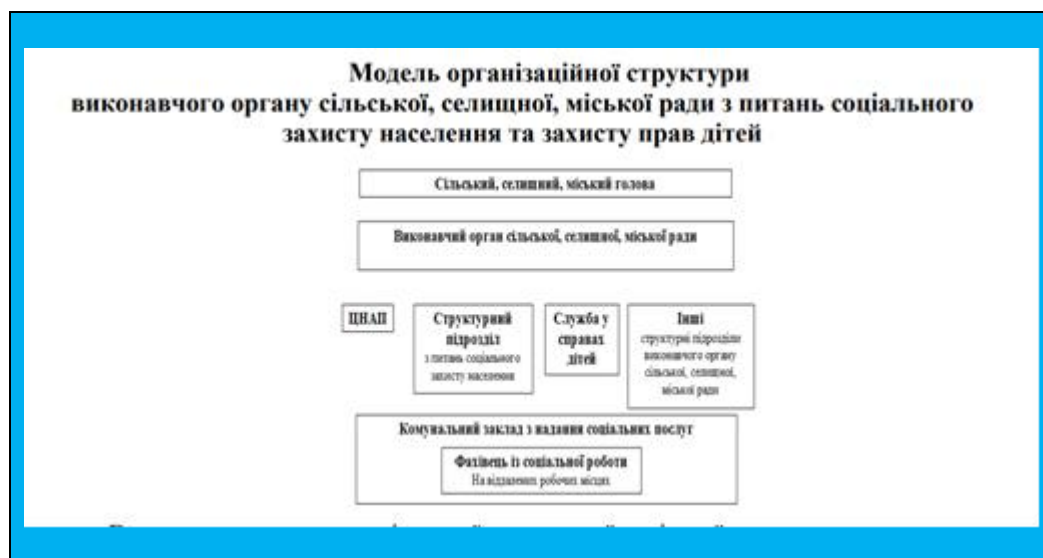 Модель організаційної структури
виконавчого органу сільської, селищної, міської ради з питань соціального
захисту населення та захисту прав дітей
Сільський, селищний, міський голова
Виконавчий орган сільської, селищної, міської ради
ЦНАП
Структурний
підрозділ
з питань соціального
захисту населення
Служба у
справах
дітей
Інші
структурні підрозділи
виконавчого органу
сільської, селищної,
міської ради
Комунальний заклад з надання соціальних послуг
Фахівець із соціальної роботи
На віддалених робочих місцях